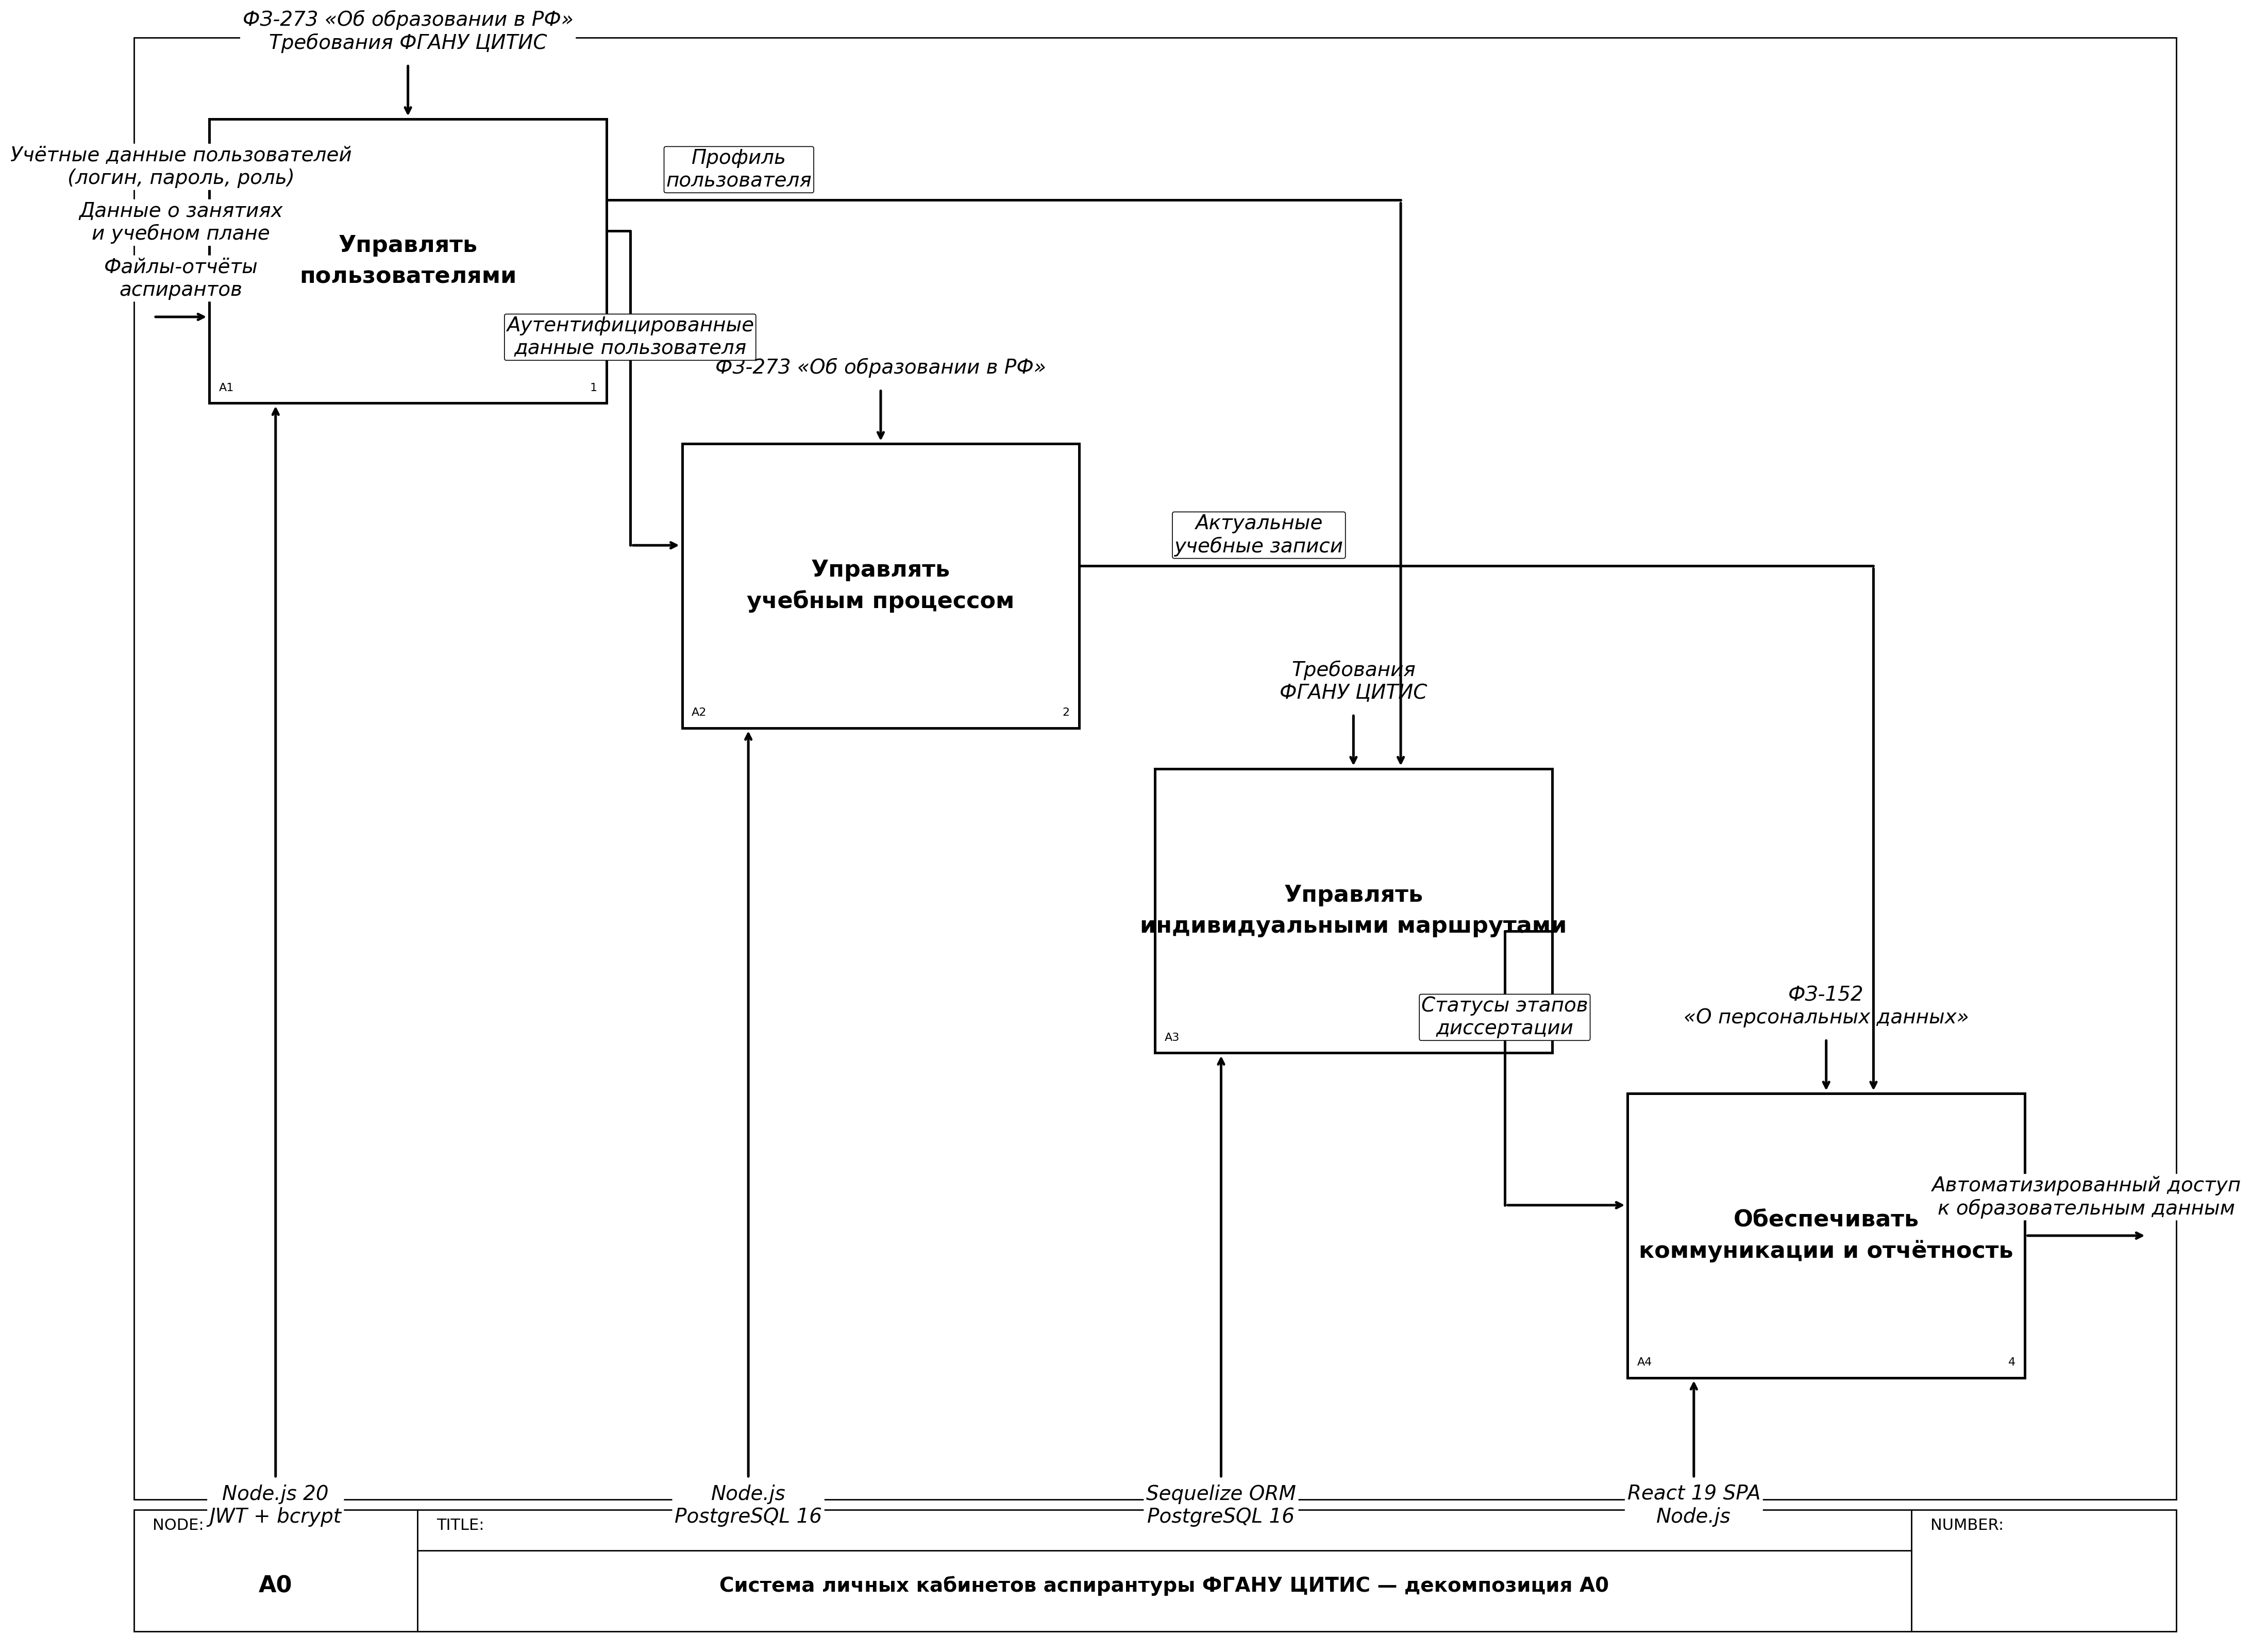 ФЗ-273 «Об образовании в РФ»
Требования ФГАНУ ЦИТИС
Учётные данные пользователей
(логин, пароль, роль)
Данные о занятиях
и учебном плане
Файлы-отчёты
аспирантов
Управлять
пользователями
A1
1
Профиль
пользователя
Аутентифицированные
данные пользователя
ФЗ-273 «Об образовании в РФ»
Управлять
учебным процессом
A2
2
Актуальные
учебные записи
Требования
ФГАНУ ЦИТИС
Управлять
индивидуальными маршрутами
A3
Статусы этапов
диссертации
ФЗ-152
«О персональных данных»
Обеспечивать
коммуникации и отчётность
A4
4
Автоматизированный доступ
к образовательным данным
Node.js 20
JWT + bcrypt
Node.js
PostgreSQL 16
Sequelize ORM
PostgreSQL 16
React 19 SPA
Node.js
NODE:
A0
TITLE:
Система личных кабинетов аспирантуры ФГАНУ ЦИТИС — декомпозиция А0
NUMBER: